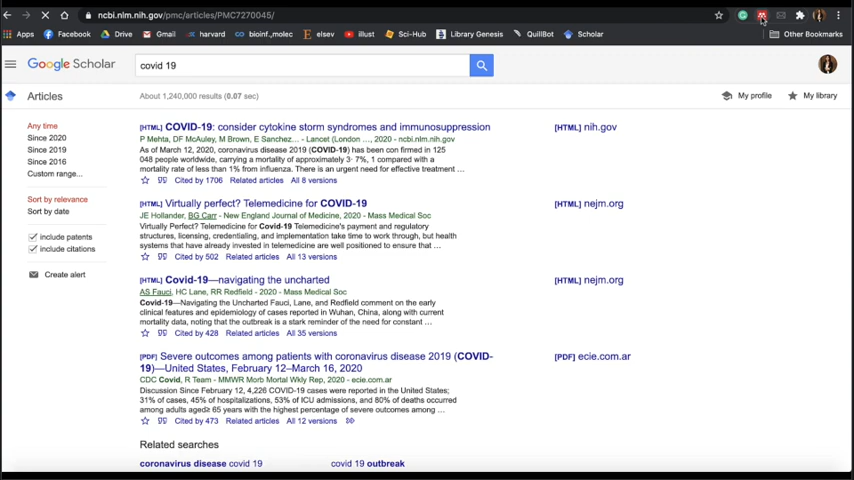 ncbi.nlm.nih.gov/pmc/articles/PMC7270045/
Apps Facebook Drive Gmail harvard bioinf.,molec elsev illust Sci-Hub Library Genesis QuillBot Scholar Other Bookmarks
Google Scholar
covid 19
Articles
About 1,240,000 results (0.07 sec)
My profile My library
Any time
Since 2020
Since 2019
Since 2016
Custom range...
Sort by relevance
Sort by date
include patents
include citations
Create alert
[HTML] COVID-19: consider cytokine storm syndromes and immunosuppression
P Mehta, DF McAuley, M Brown, E Sanchez... - Lancet (London ..., 2020 - ncbi.nlm.nih.gov
As of March 12, 2020, coronavirus disease 2019 (COVID-19) has been con firmed in 125
048 people worldwide, carrying a mortality of approximately 3· 7%, 1 compared with a
mortality rate of less than 1% from influenza. There is an urgent need for effective treatment ...
Cited by 1706 Related articles All 8 versions
[HTML] nih.gov
[HTML] Virtually perfect? Telemedicine for COVID-19
JE Hollander, BG Carr - New England Journal of Medicine, 2020 - Mass Medical Soc
Virtually Perfect? Telemedicine for Covid-19 Telemedicine's payment and regulatory
structures, licensing, credentialing, and implementation take time to work through, but health
systems that have already invested in telemedicine are well positioned to ensure that ...
Cited by 502 Related articles All 13 versions
[HTML] nejm.org
[HTML] Covid-19—navigating the uncharted
AS Fauci, HC Lane, RR Redfield - 2020 - Mass Medical Soc
Covid-19—Navigating the Uncharted Fauci, Lane, and Redfield comment on the early
clinical features and epidemiology of cases reported in Wuhan, China, along with current
mortality data, noting that the outbreak is a stark reminder of the need for constant ...
Cited by 428 Related articles All 35 versions
[HTML] nejm.org
[PDF] Severe outcomes among patients with coronavirus disease 2019 (COVID-
19)—United States, February 12–March 16, 2020
CDC Covid, R Team - MMWR Morb Mortal Wkly Rep, 2020 - ecie.com.ar
Discussion Since February 12, 4,226 COVID-19 cases were reported in the United States;
31% of cases, 45% of hospitalizations, 53% of ICU admissions, and 80% of deaths occurred
among adults aged≥ 65 years with the highest percentage of severe outcomes among ...
Cited by 473 Related articles All 12 versions
[PDF] ecie.com.ar
Related searches
coronavirus disease covid 19 covid 19 outbreak